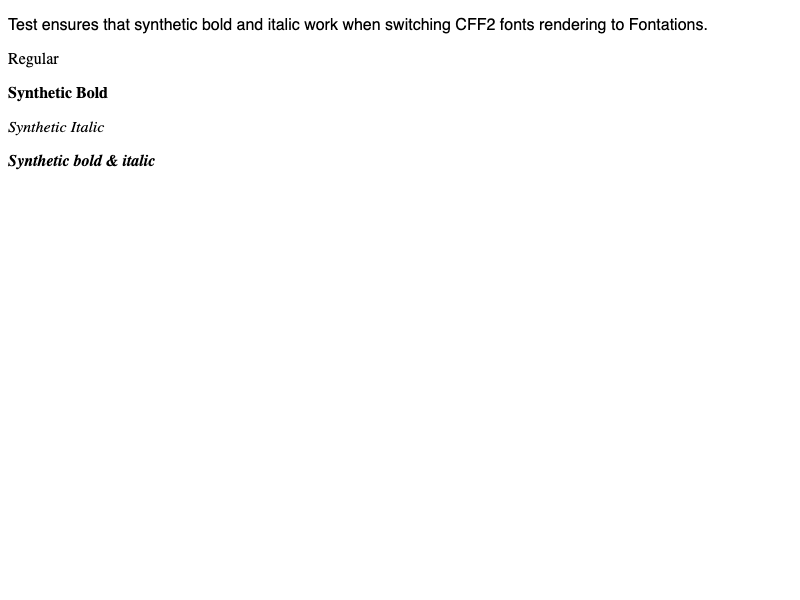 Test ensures that synthetic bold and italic work when switching CFF2 fonts rendering to Fontations.
Regular
Synthetic Bold
Synthetic Italic
Synthetic bold & italic